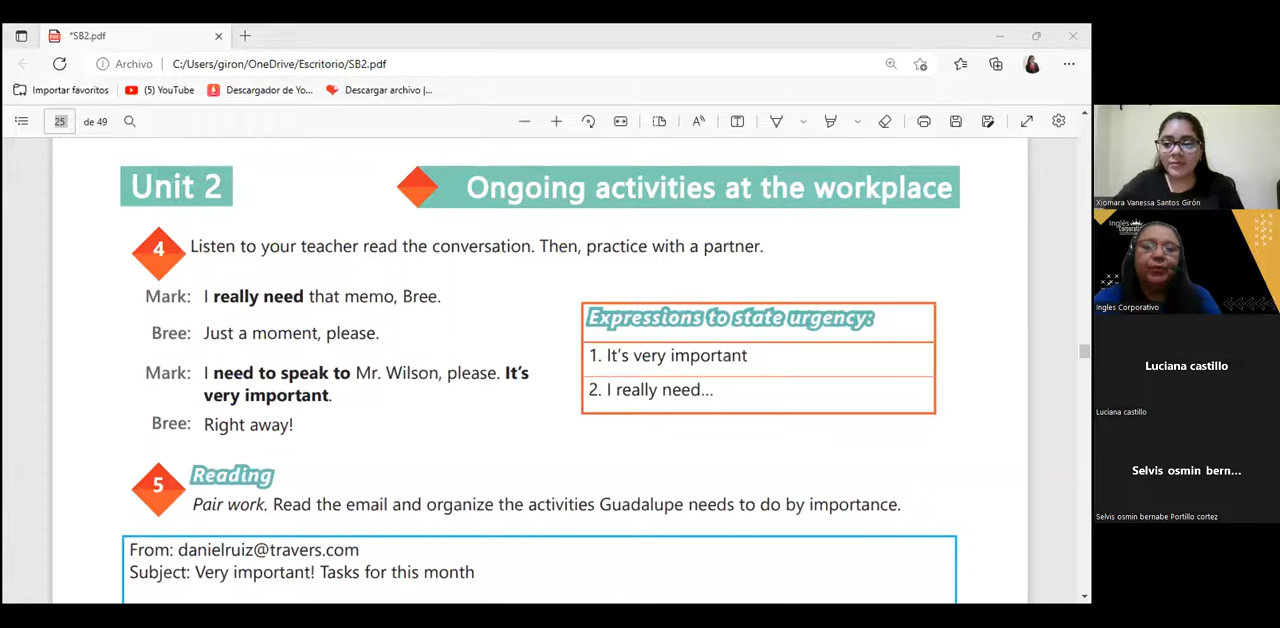 *SB2.pdf
Archivo | C:/Users/giron/OneDrive/Escritorio/SB2.pdf
Importar favoritos (5) YouTube Descargador de Yo... Descargar archivo |...
25 de 49
Unit 2 Ongoing activities at the workplace
4 Listen to your teacher read the conversation. Then, practice with a partner.
Mark: I really need that memo, Bree.
Bree: Just a moment, please.
Mark: I need to speak to Mr. Wilson, please. It's
very important.
Bree: Right away!
Expressions to state urgency:
1. It's very important
2. I really need...
5 Reading
Pair work. Read the email and organize the activities Guadalupe needs to do by importance.
From: danielruiz@travers.com
Subject: Very important! Tasks for this month
Xiomara Vanessa Santos Girón
Inglés
Corporativo
Ingles Corporativo
Luciana castillo
Luciana castillo
Selvis osmin bern...
Selvis osmin bernabe Portillo cortez